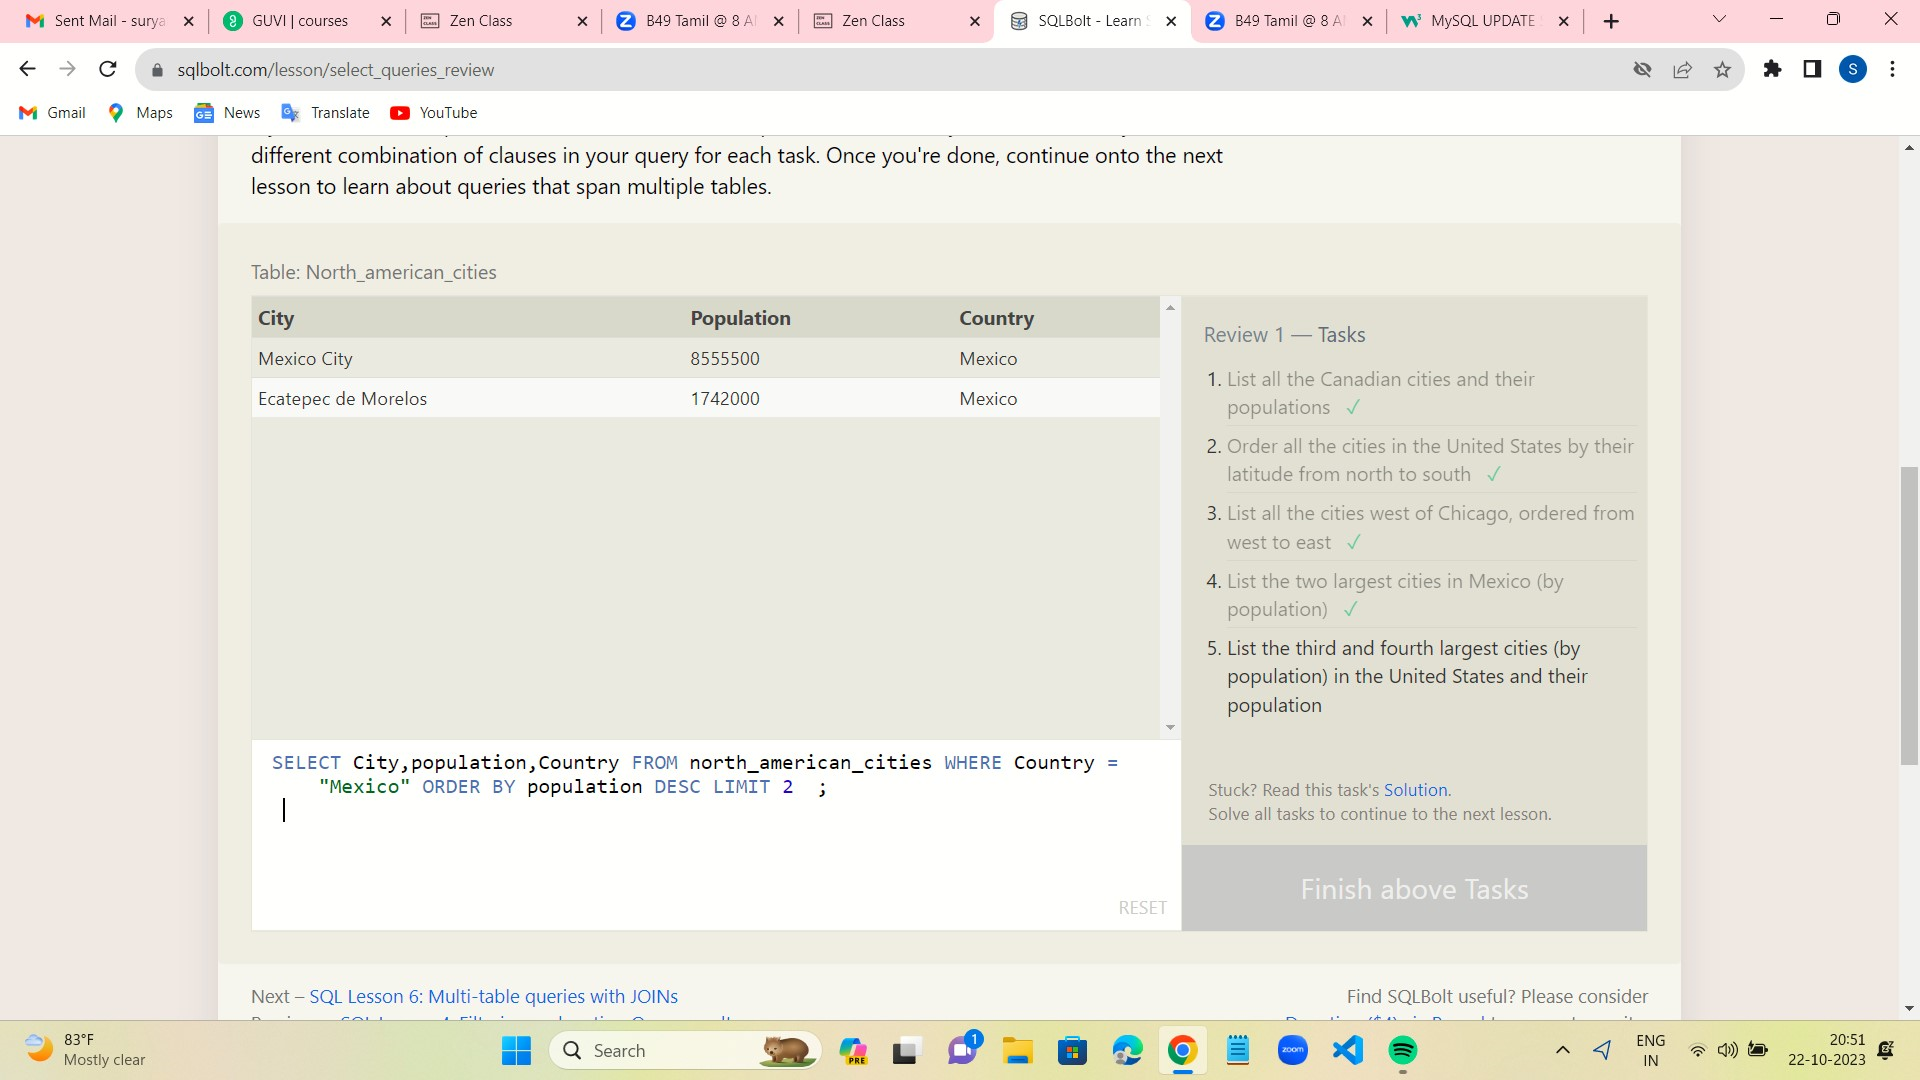 Sent Mail - surya
GUVI | courses
Zen Class
B49 Tamil @ 8 A
Zen Class
SQLBolt - Learn S
B49 Tamil @ 8 A
MySQL UPDATE
sqlbolt.com/lesson/select_queries_review
S
Gmail
Maps
News
Translate
YouTube
different combination of clauses in your query for each task. Once you're done, continue onto the next
lesson to learn about queries that span multiple tables.
Table: North_american_cities
City Population Country
Mexico City 8555500 Mexico
Ecatepec de Morelos 1742000 Mexico
Review 1 — Tasks
1. List all the Canadian cities and their
populations ✓
2. Order all the cities in the United States by their
latitude from north to south ✓
3. List all the cities west of Chicago, ordered from
west to east ✓
4. List the two largest cities in Mexico (by
population) ✓
5. List the third and fourth largest cities (by
population) in the United States and their
population
SELECT City,population,Country FROM north_american_cities WHERE Country =
"Mexico" ORDER BY population DESC LIMIT 2 ;
RESET
Stuck? Read this task's Solution.
Solve all tasks to continue to the next lesson.
Finish above Tasks
Next – SQL Lesson 6: Multi-table queries with JOINs
Find SQLBolt useful? Please consider
83°F
Mostly clear
Search
PRE
1
zoom
ENG
IN
20:51
22-10-2023